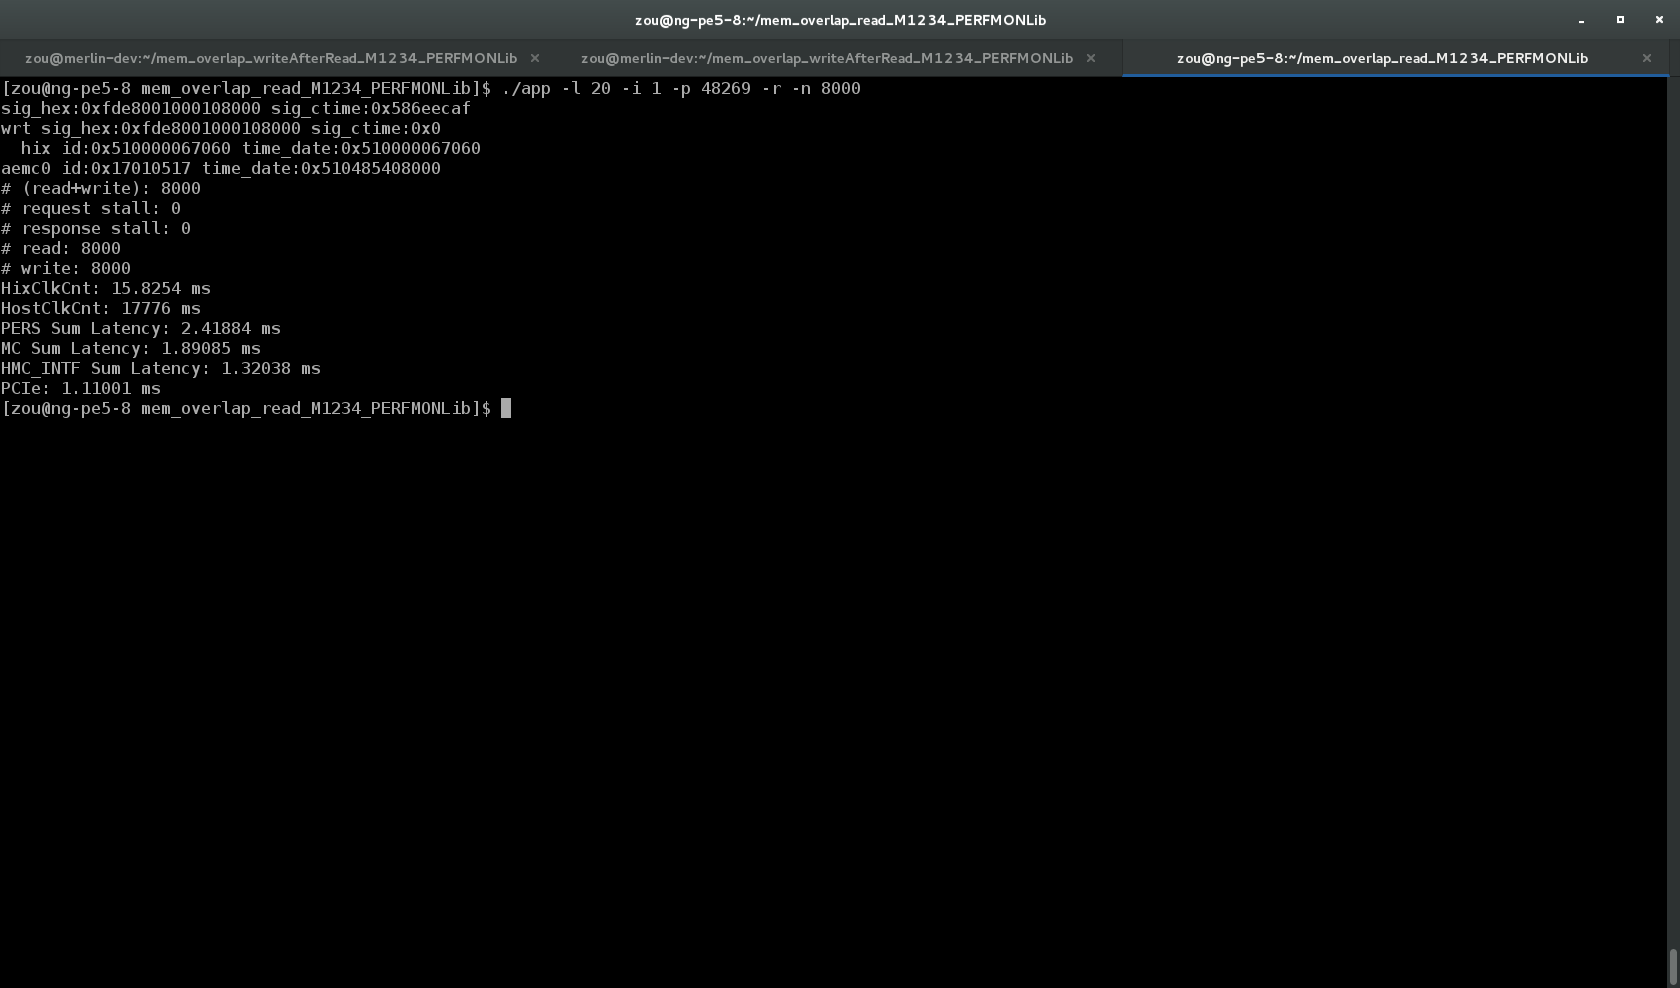 zou@ng-pe5-8:~/mem_overlap_read_M1234_PERFMONLib
zou@merlin-dev:~/mem_overlap_writeAfterRead_M1234_PERFMONLib
zou@merlin-dev:~/mem_overlap_writeAfterRead_M1234_PERFMONLib
zou@ng-pe5-8:~/mem_overlap_read_M1234_PERFMONLib
[zou@ng-pe5-8 mem_overlap_read_M1234_PERFMONLib]$ ./app -l 20 -i 1 -p 48269 -r -n 8000
sig_hex:0xfde8001000108000 sig_ctime:0x586eecaf
wrt sig_hex:0xfde8001000108000 sig_ctime:0x0
  hix id:0x510000067060 time_date:0x510000067060
aemc0 id:0x17010517 time_date:0x510485408000
# (read+write): 8000
# request stall: 0
# response stall: 0
# read: 8000
# write: 8000
HixClkCnt: 15.8254 ms
HostClkCnt: 17776 ms
PERS Sum Latency: 2.41884 ms
MC Sum Latency: 1.89085 ms
HMC_INTF Sum Latency: 1.32038 ms
PCIe: 1.11001 ms
[zou@ng-pe5-8 mem_overlap_read_M1234_PERFMONLib]$